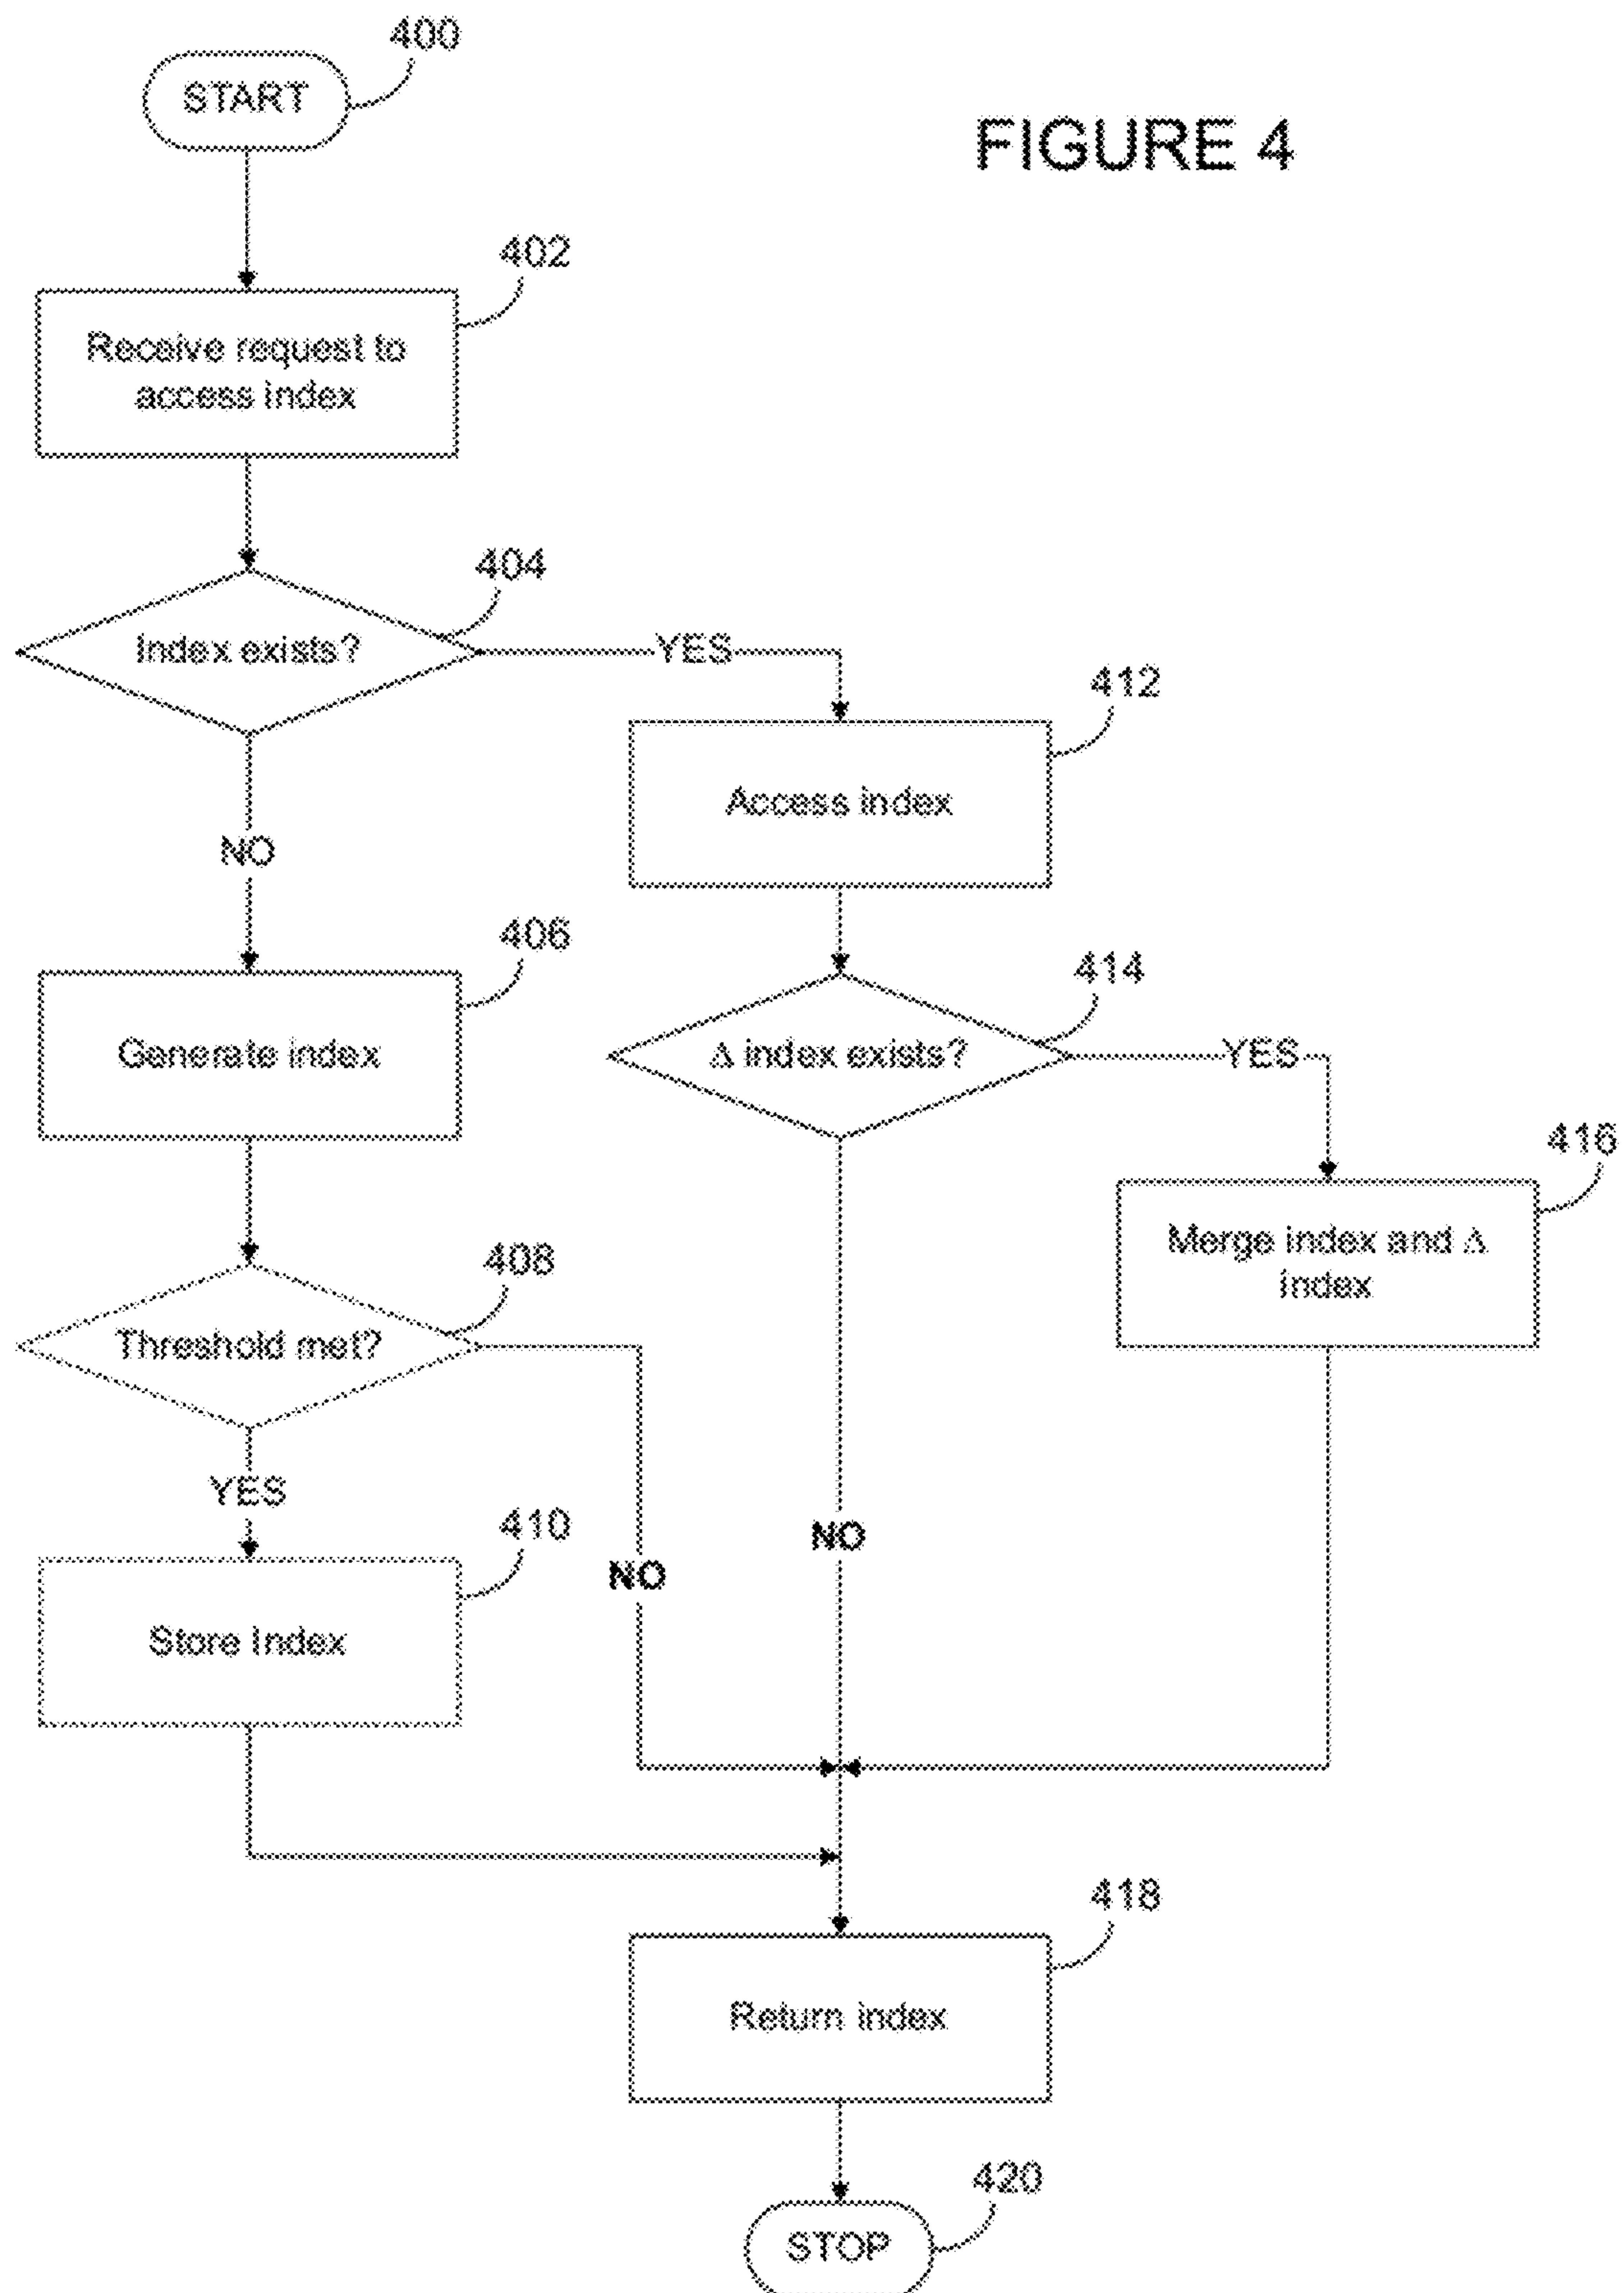 400
START
FIGURE 4
402
Receive request to
access index
404
Index exists?
YES
412
Access index
NO
406
Generate index
414
Δ index exists?
YES
416
Merge index and Δ
index
408
Threshold met?
YES
NO
NO
410
Store Index
418
Return index
420
STOP